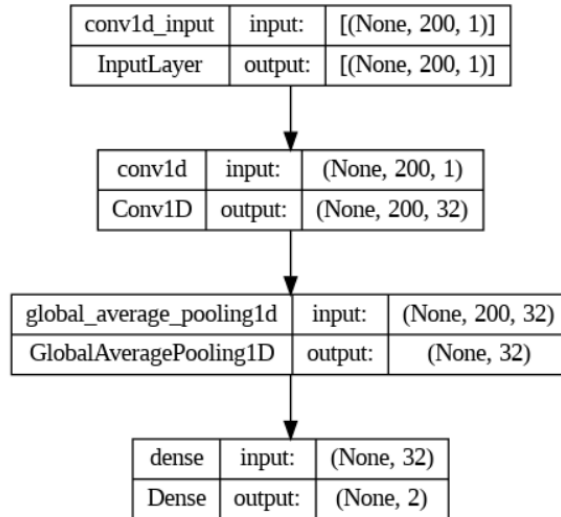 conv1d_input input: [(None, 200, 1)]
InputLayer output: [(None, 200, 1)]
conv1d input: (None, 200, 1)
Conv1D output: (None, 200, 32)
global_average_pooling1d input: (None, 200, 32)
GlobalAveragePooling1D output: (None, 32)
dense input: (None, 32)
Dense output: (None, 2)